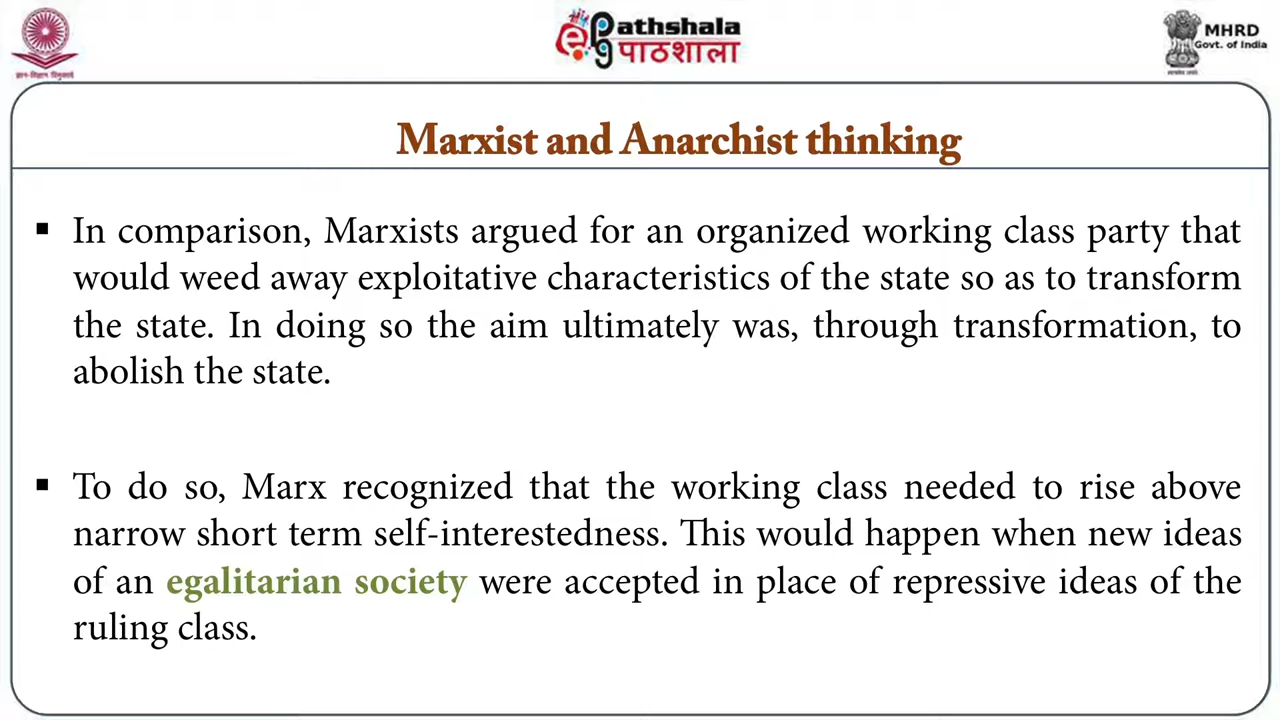 ePG Pathshala
पाठशाला
MHRD
Govt. of India
Marxist and Anarchist thinking
▪ In comparison, Marxists argued for an organized working class party that
would weed away exploitative characteristics of the state so as to transform
the state. In doing so the aim ultimately was, through transformation, to
abolish the state.
▪ To do so, Marx recognized that the working class needed to rise above
narrow short term self-interestedness. This would happen when new ideas
of an egalitarian society were accepted in place of repressive ideas of the
ruling class.